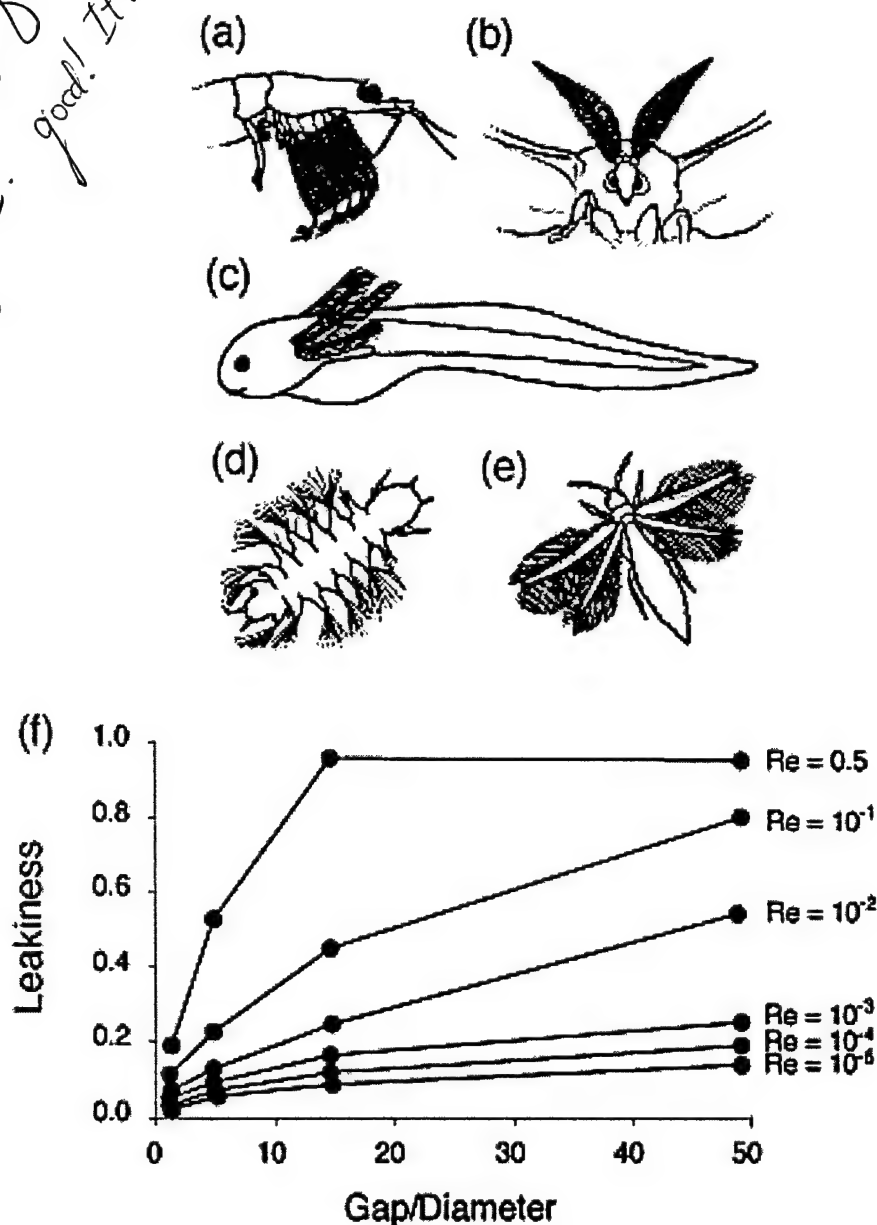 good! It
(a)
(b)
(c)
(d)
(e)
(f)
Leakiness
1.0
0.8
0.6
0.4
0.2
0.0
Re = 0.5
Re = 10⁻¹
Re = 10⁻²
Re = 10⁻³
Re = 10⁻⁴
Re = 10⁻⁵
0 10 20 30 40 50
Gap/Diameter